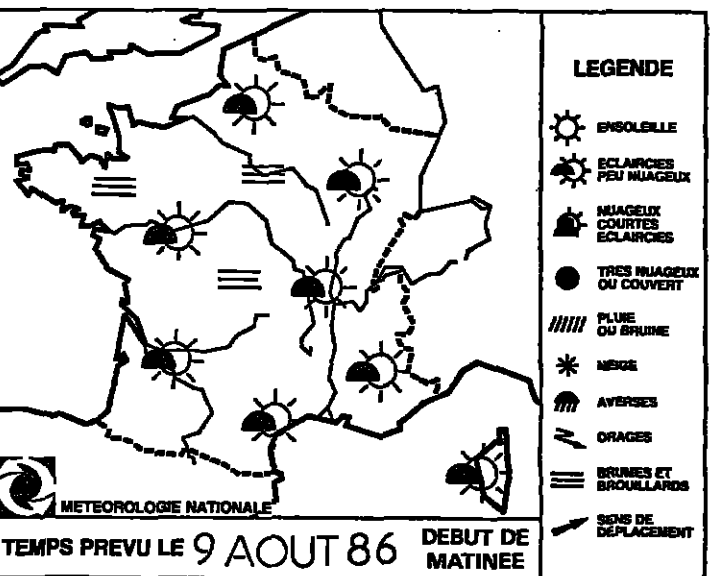 LEGENDE
ENSOLEILLE
ECLAIRCIES
PEU NUAGEUX
NUAGEUX
COURTES
ECLAIRCIES
TRES NUAGEUX
OU COUVERT
PLUIE
OU BRUINE
NEIGE
AVERSES
ORAGES
BRUMES ET
BROUILLARDS
SENS DE
DEPLACEMENT
METEOROLOGIE NATIONALE
TEMPS PREVU LE 9 AOUT 86 DEBUT DE
MATINEE